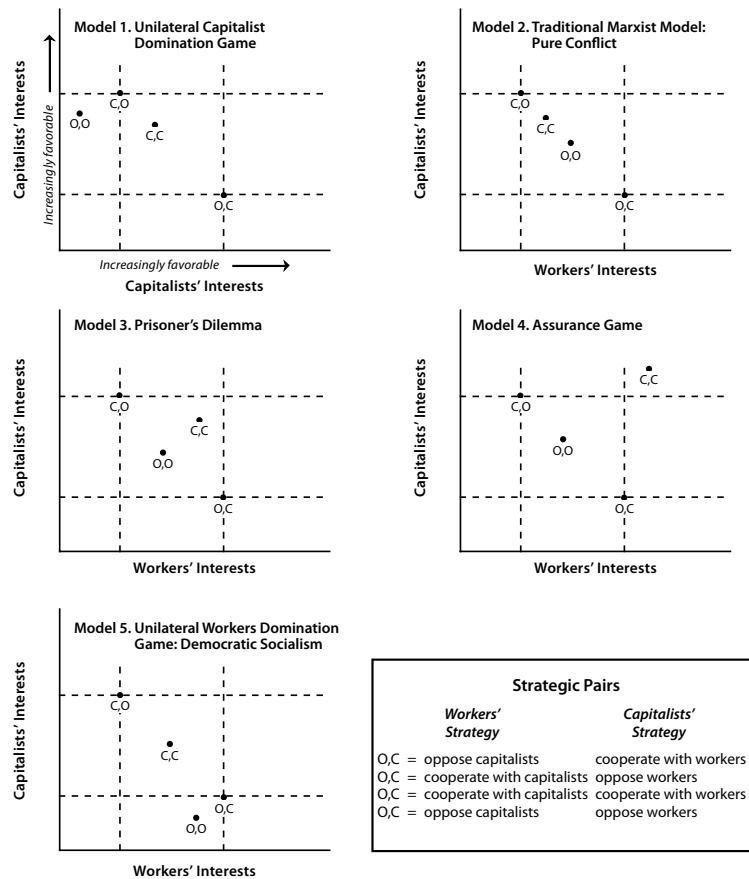 Model 1. Unilateral Capitalist
Domination Game
Capitalists’ Interests
Increasingly favorable
C,O
O,O
C,C
O,C
Increasingly favorable
Capitalists’ Interests
Model 2. Traditional Marxist Model:
Pure Conflict
Capitalists’ Interests
C,O
C,C
O,O
O,C
Workers’ Interests
Model 3. Prisoner’s Dilemma
Capitalists’ Interests
C,O
C,C
O,O
O,C
Workers’ Interests
Model 4. Assurance Game
Capitalists’ Interests
C,C
C,O
O,O
O,C
Workers’ Interests
Model 5. Unilateral Workers Domination
Game: Democratic Socialism
Capitalists’ Interests
C,O
C,C
O,C
O,O
Workers’ Interests
Strategic Pairs
Workers’ Capitalists’
Strategy Strategy
O,C = oppose capitalists cooperate with workers
O,C = cooperate with capitalists oppose workers
O,C = cooperate with capitalists cooperate with workers
O,C = oppose capitalists oppose workers